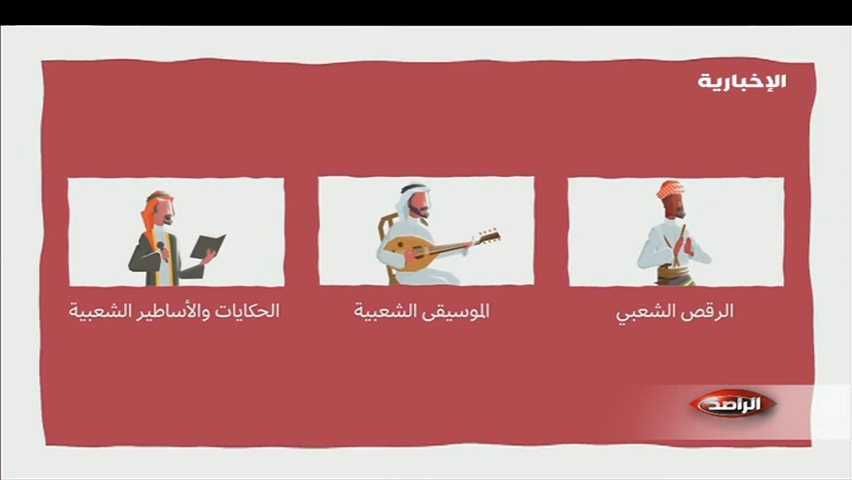 الإخبارية
الرقص الشعبي
الموسيقى الشعبية
الحكايات والأساطير الشعبية
الراصد